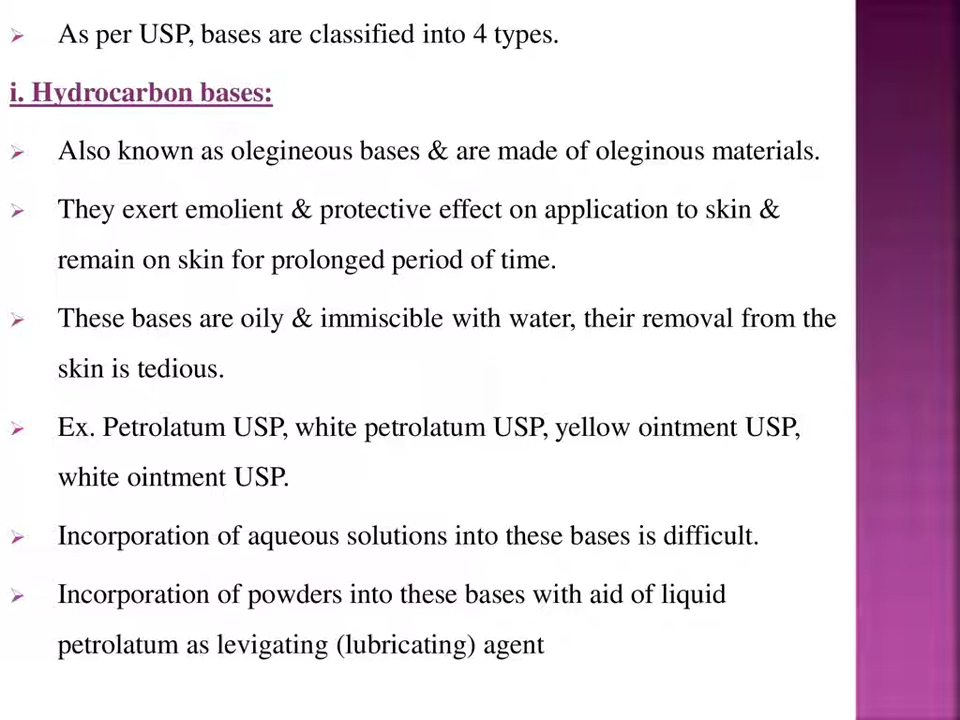 As per USP, bases are classified into 4 types.
i. Hydrocarbon bases:
Also known as olegineous bases & are made of oleginous materials.
They exert emolient & protective effect on application to skin &
remain on skin for prolonged period of time.
These bases are oily & immiscible with water, their removal from the
skin is tedious.
Ex. Petrolatum USP, white petrolatum USP, yellow ointment USP,
white ointment USP.
Incorporation of aqueous solutions into these bases is difficult.
Incorporation of powders into these bases with aid of liquid
petrolatum as levigating (lubricating) agent